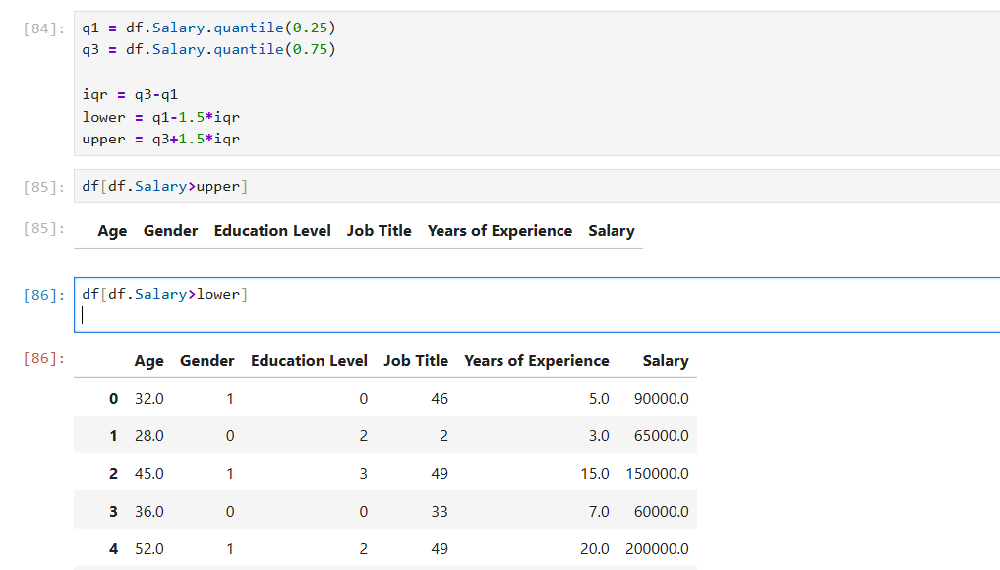 [84]: q1 = df.Salary.quantile(0.25)
q3 = df.Salary.quantile(0.75)
iqr = q3-q1
lower = q1-1.5*iqr
upper = q3+1.5*iqr
[85]: df[df.Salary>upper]
[85]: Age Gender Education Level Job Title Years of Experience Salary
[86]: df[df.Salary>lower]
[86]: Age Gender Education Level Job Title Years of Experience Salary
0 32.0 1 0 46 5.0 90000.0
1 28.0 0 2 2 3.0 65000.0
2 45.0 1 3 49 15.0 150000.0
3 36.0 0 0 33 7.0 60000.0
4 52.0 1 2 49 20.0 200000.0